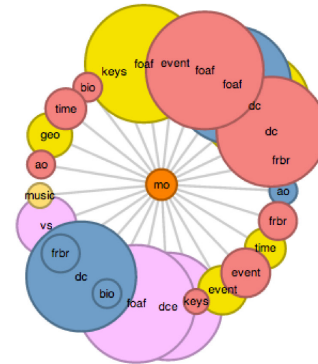 bio
keys
foaf
event
foaf
foaf
dc
time
geo
dc
frbr
ao
mo
music
ao
vs
frbr
frbr
time
dc
event
bio
foaf
dce
keys
event